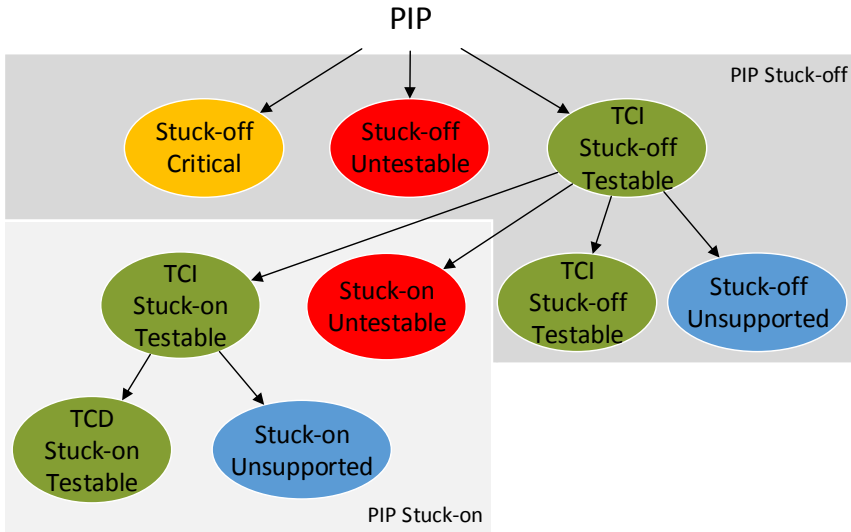 PIP
PIP Stuck-off
Stuck-off
Critical
Stuck-off
Untestable
TCI
Stuck-off
Testable
TCI
Stuck-on
Testable
Stuck-on
Untestable
TCI
Stuck-off
Testable
Stuck-off
Unsupported
TCD
Stuck-on
Testable
Stuck-on
Unsupported
PIP Stuck-on